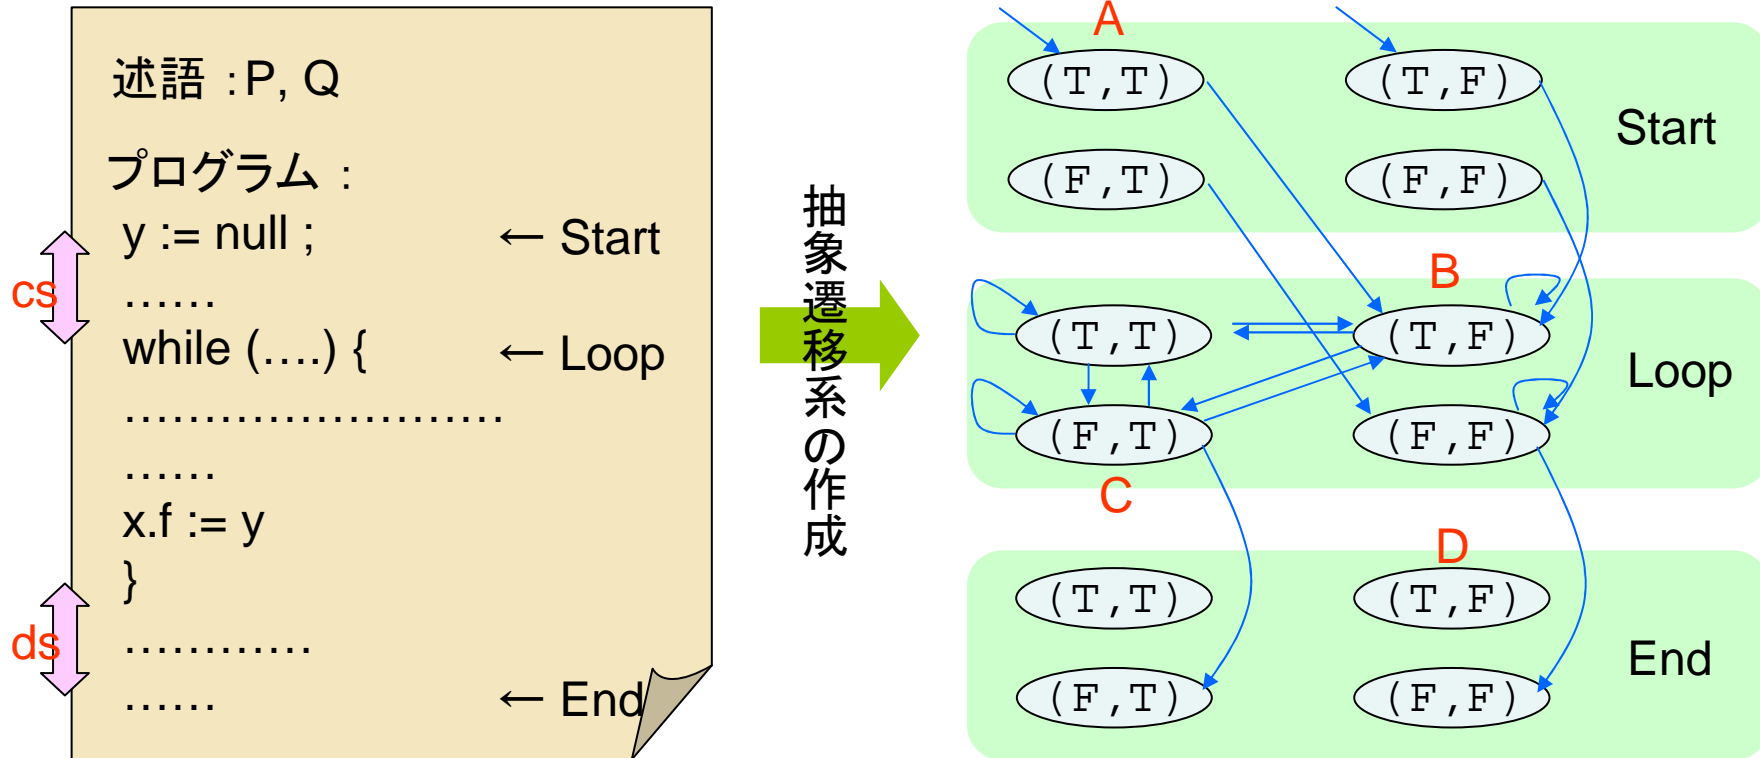 述語 : P, Q
プログラム :
y := null ; ← Start
cs
……
while (….) { ← Loop
……………………
……
x.f := y
}
ds
…………
…… ← End
抽象遷移系の作成
A
(T,T) (T,F)
Start
(F,T) (F,F)
B
(T,T) (T,F)
Loop
(F,T) (F,F)
C
D
(T,T) (T,F)
End
(F,T) (F,F)